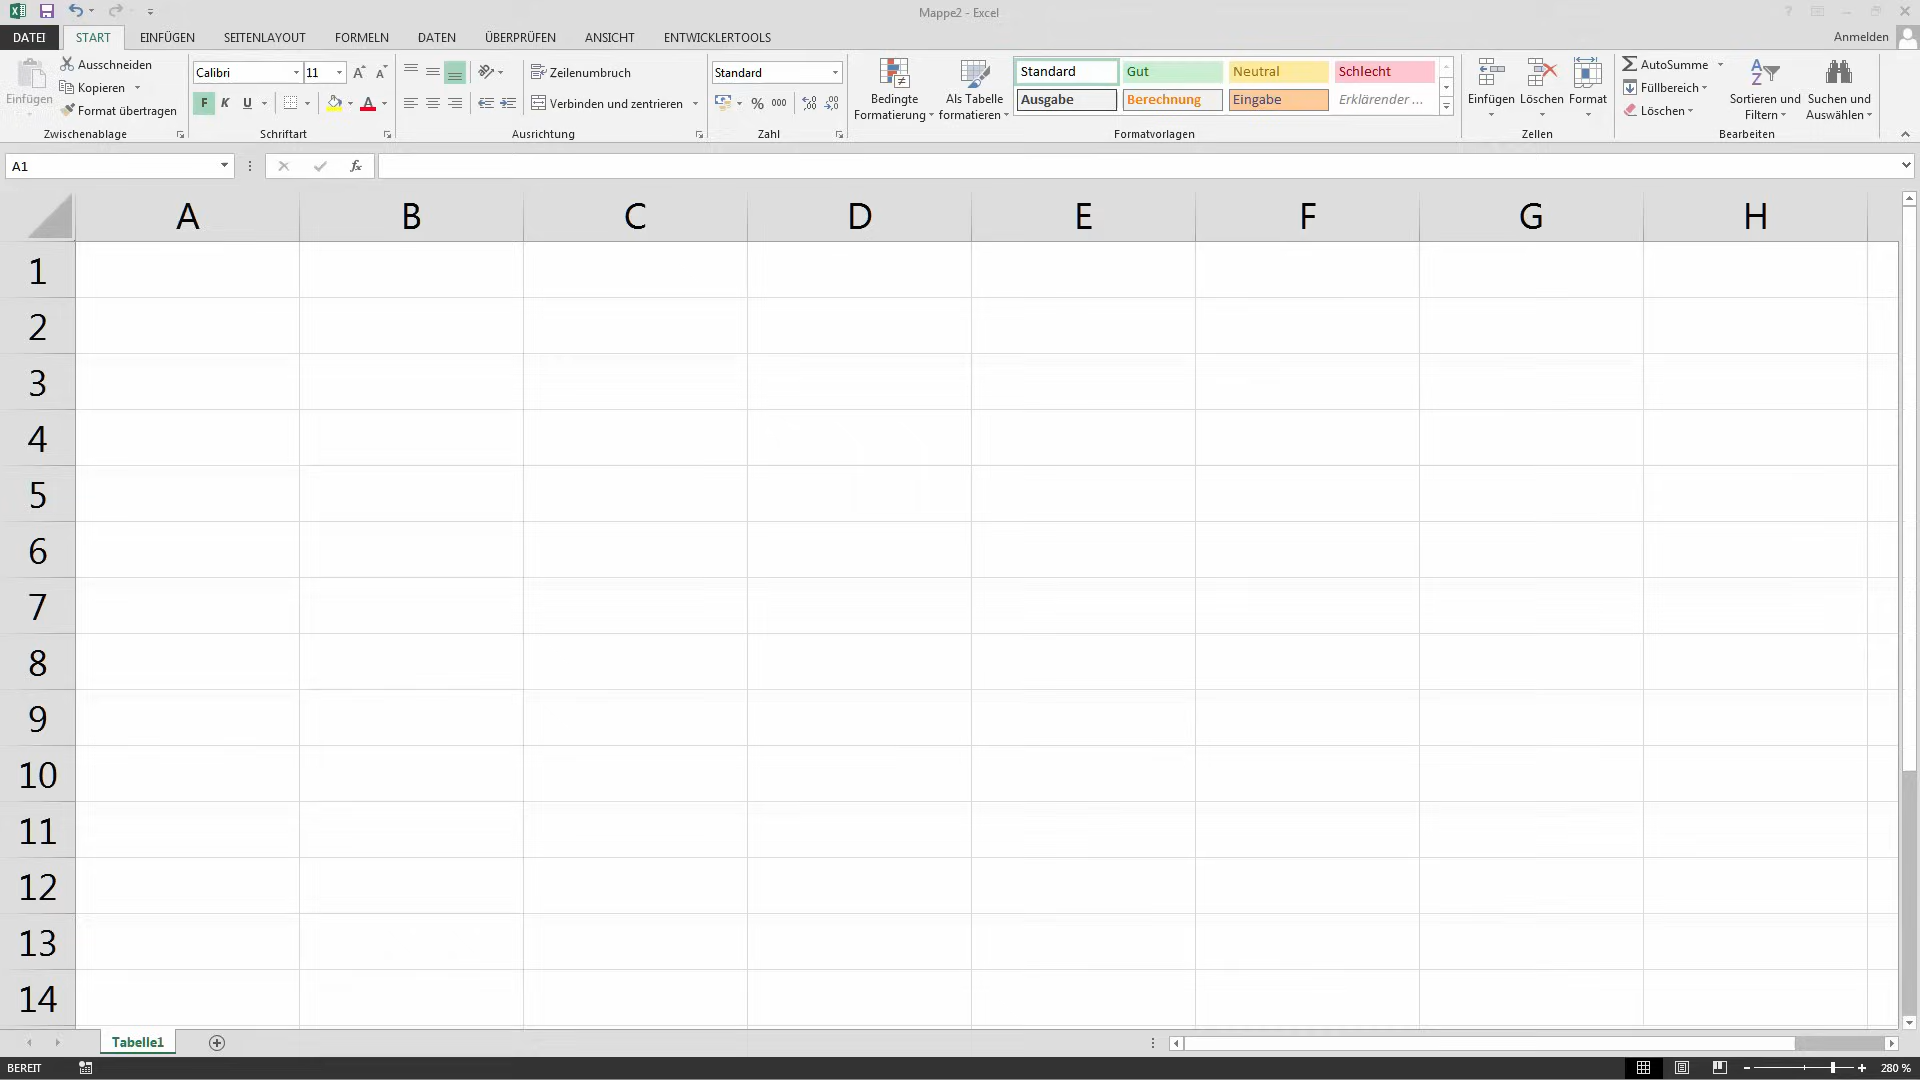 Mappe2 - Excel
DATEI START EINFÜGEN SEITENLAYOUT FORMELN DATEN ÜBERPRÜFEN ANSICHT ENTWICKLERTOOLS Anmelden
Einfügen
Ausschneiden
Kopieren
Format übertragen
Zwischenablage
Calibri 11
F K U
Schriftart
Zeilenumbruch
Verbinden und zentrieren
Ausrichtung
Standard
% 000
Zahl
Bedingte
Formatierung
Als Tabelle
formatieren
Standard Gut Neutral Schlecht
Ausgabe Berechnung Eingabe Erklärender ...
Formatvorlagen
Einfügen Löschen Format
Zellen
AutoSumme
Füllbereich
Löschen
Sortieren und
Filtern
Suchen und
Auswählen
Bearbeiten
A1
fx
A B C D E F G H
1
2
3
4
5
6
7
8
9
10
11
12
13
14
Tabelle1
BEREIT
280 %